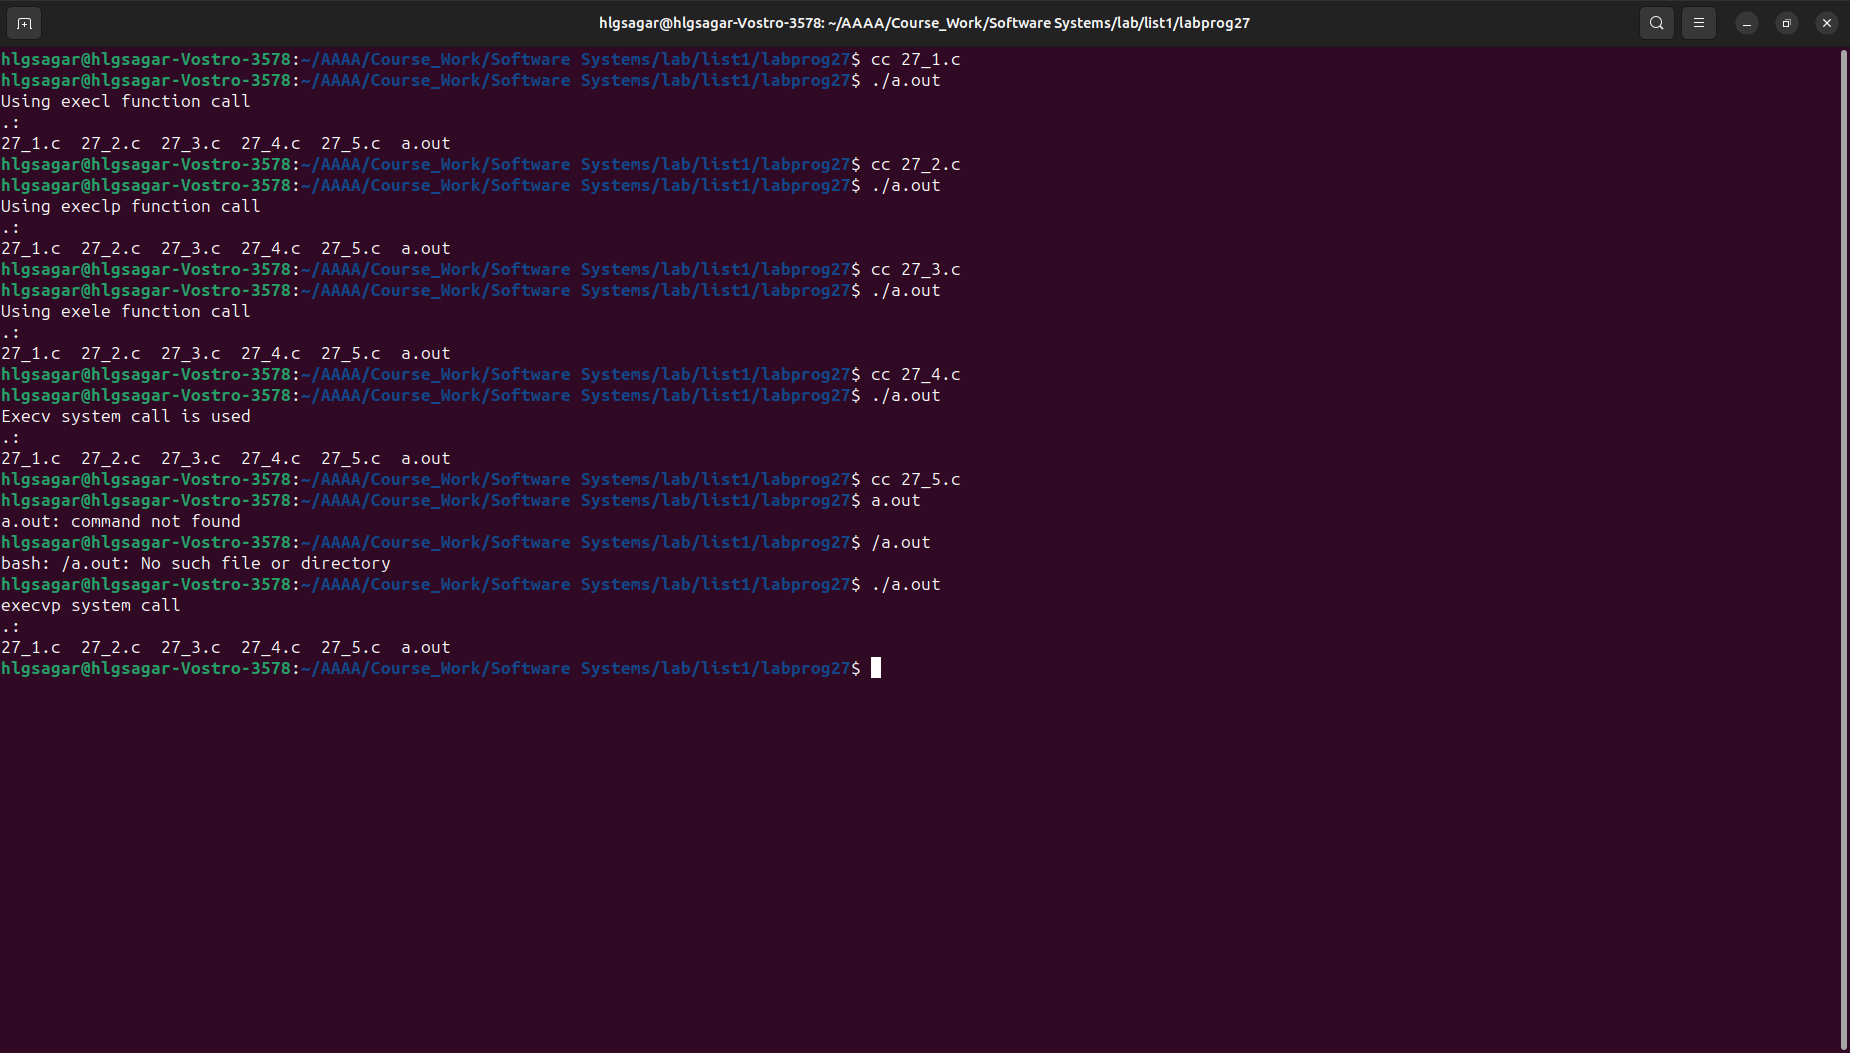 hlgsagar@hlgsagar-Vostro-3578: ~/AAAA/Course_Work/Software Systems/lab/list1/labprog27
hlgsagar@hlgsagar-Vostro-3578:~/AAAA/Course_Work/Software Systems/lab/list1/labprog27$ cc 27_1.c
hlgsagar@hlgsagar-Vostro-3578:~/AAAA/Course_Work/Software Systems/lab/list1/labprog27$ ./a.out
Using execl function call
.:
27_1.c  27_2.c  27_3.c  27_4.c  27_5.c  a.out
hlgsagar@hlgsagar-Vostro-3578:~/AAAA/Course_Work/Software Systems/lab/list1/labprog27$ cc 27_2.c
hlgsagar@hlgsagar-Vostro-3578:~/AAAA/Course_Work/Software Systems/lab/list1/labprog27$ ./a.out
Using execlp function call
.:
27_1.c  27_2.c  27_3.c  27_4.c  27_5.c  a.out
hlgsagar@hlgsagar-Vostro-3578:~/AAAA/Course_Work/Software Systems/lab/list1/labprog27$ cc 27_3.c
hlgsagar@hlgsagar-Vostro-3578:~/AAAA/Course_Work/Software Systems/lab/list1/labprog27$ ./a.out
Using exele function call
.:
27_1.c  27_2.c  27_3.c  27_4.c  27_5.c  a.out
hlgsagar@hlgsagar-Vostro-3578:~/AAAA/Course_Work/Software Systems/lab/list1/labprog27$ cc 27_4.c
hlgsagar@hlgsagar-Vostro-3578:~/AAAA/Course_Work/Software Systems/lab/list1/labprog27$ ./a.out
Execv system call is used
.:
27_1.c  27_2.c  27_3.c  27_4.c  27_5.c  a.out
hlgsagar@hlgsagar-Vostro-3578:~/AAAA/Course_Work/Software Systems/lab/list1/labprog27$ cc 27_5.c
hlgsagar@hlgsagar-Vostro-3578:~/AAAA/Course_Work/Software Systems/lab/list1/labprog27$ a.out
a.out: command not found
hlgsagar@hlgsagar-Vostro-3578:~/AAAA/Course_Work/Software Systems/lab/list1/labprog27$ /a.out
bash: /a.out: No such file or directory
hlgsagar@hlgsagar-Vostro-3578:~/AAAA/Course_Work/Software Systems/lab/list1/labprog27$ ./a.out
execvp system call
.:
27_1.c  27_2.c  27_3.c  27_4.c  27_5.c  a.out
hlgsagar@hlgsagar-Vostro-3578:~/AAAA/Course_Work/Software Systems/lab/list1/labprog27$